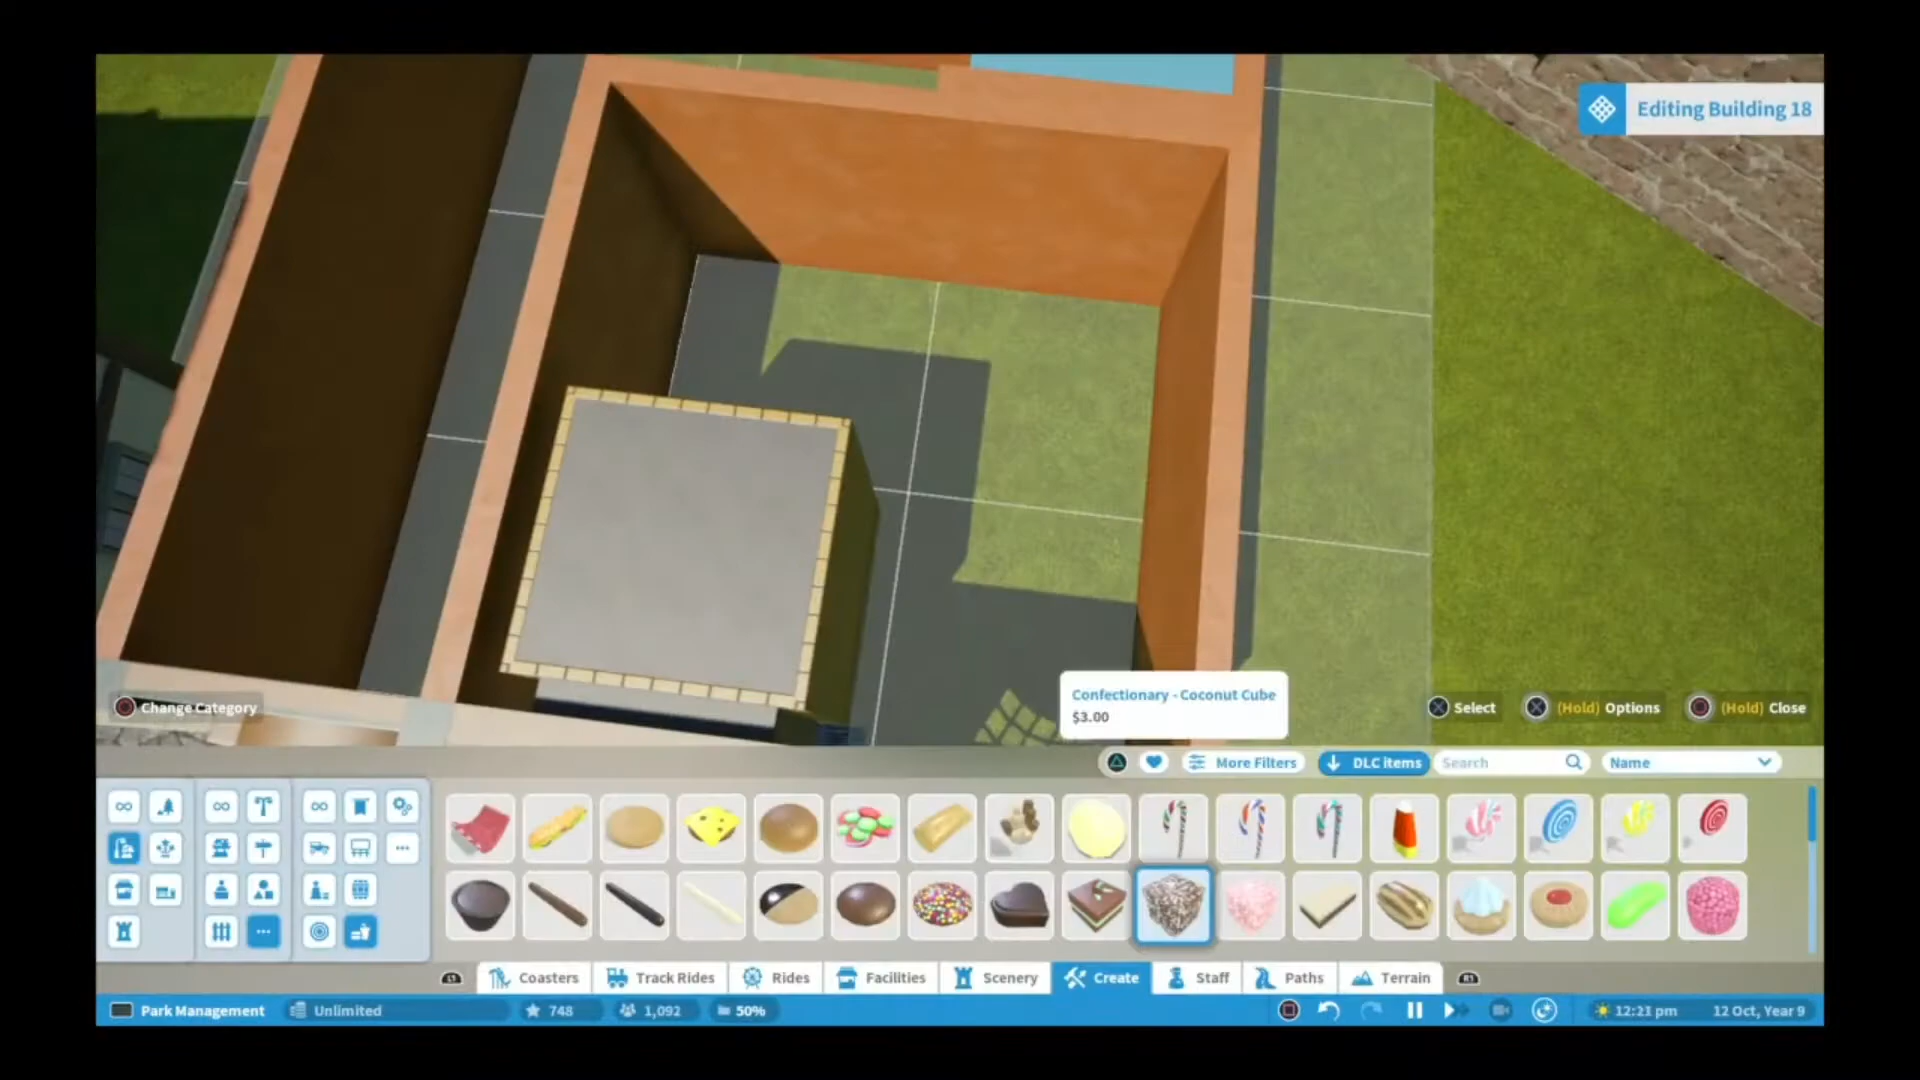 Editing Building 18
Confectionary - Coconut Cube
$3.00
Change Category
Select
(Hold) Options
(Hold) Close
More Filters
DLC items
Search
Name
L1
Coasters
Track Rides
Rides
Facilities
Scenery
Create
Staff
Paths
Terrain
R1
Park Management
Unlimited
748
1,092
50%
12:21 pm
12 Oct, Year 9